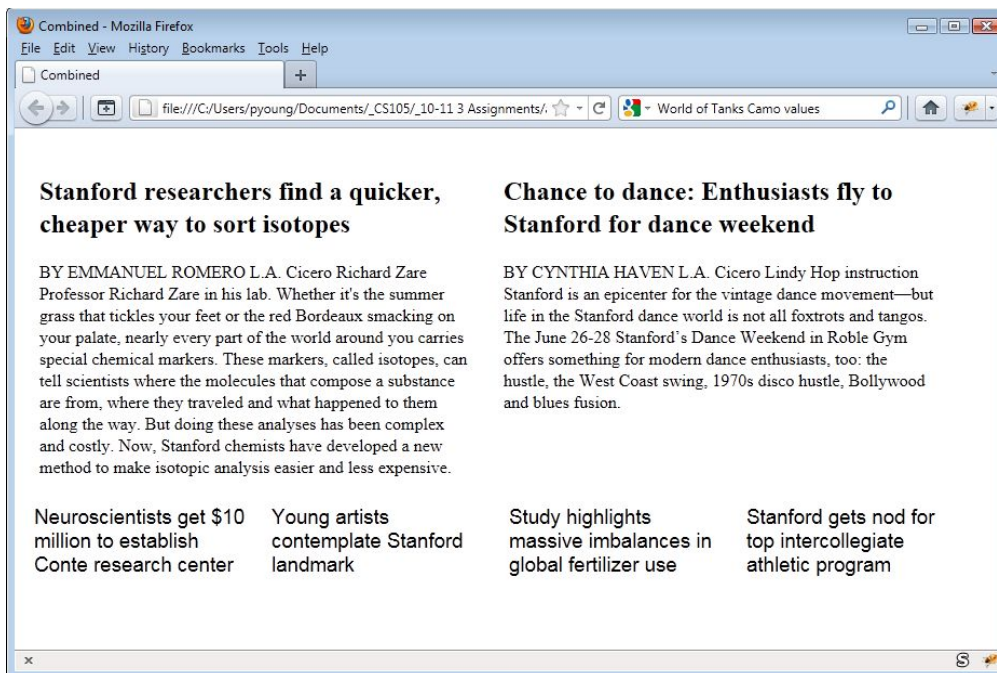 Combined - Mozilla Firefox
File Edit View History Bookmarks Tools Help
Combined
file:///C:/Users/pyoung/Documents/_CS105/_10-11 3 Assignments/. World of Tanks Camo values
Stanford researchers find a quicker,
cheaper way to sort isotopes
BY EMMANUEL ROMERO L.A. Cicero Richard Zare
Professor Richard Zare in his lab. Whether it's the summer
grass that tickles your feet or the red Bordeaux smacking on
your palate, nearly every part of the world around you carries
special chemical markers. These markers, called isotopes, can
tell scientists where the molecules that compose a substance
are from, where they traveled and what happened to them
along the way. But doing these analyses has been complex
and costly. Now, Stanford chemists have developed a new
method to make isotopic analysis easier and less expensive.
Chance to dance: Enthusiasts fly to
Stanford for dance weekend
BY CYNTHIA HAVEN L.A. Cicero Lindy Hop instruction
Stanford is an epicenter for the vintage dance movement—but
life in the Stanford dance world is not all foxtrots and tangos.
The June 26-28 Stanford’s Dance Weekend in Roble Gym
offers something for modern dance enthusiasts, too: the
hustle, the West Coast swing, 1970s disco hustle, Bollywood
and blues fusion.
Neuroscientists get $10
million to establish
Conte research center
Young artists
contemplate Stanford
landmark
Study highlights
massive imbalances in
global fertilizer use
Stanford gets nod for
top intercollegiate
athletic program